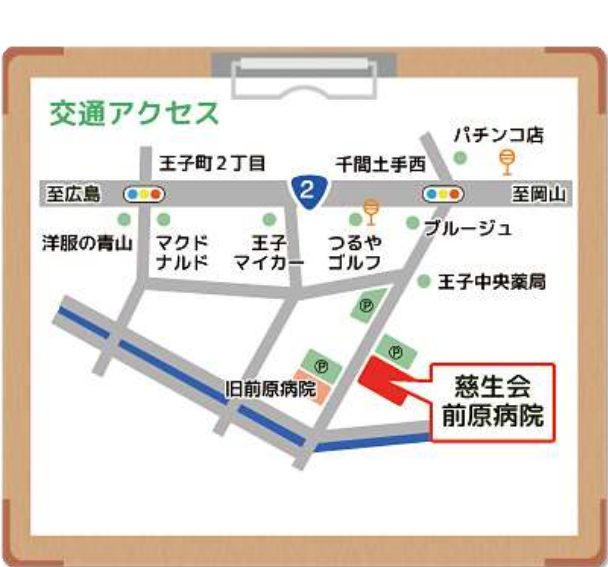 交通アクセス
パチンコ店
王子町2丁目
千間土手西
至広島
2
至岡山
洋服の青山
マクド
ナルド
王子
マイカー
つるや
ゴルフ
ブルージュ
王子中央薬局
P
P
P
旧前原病院
慈生会
前原病院